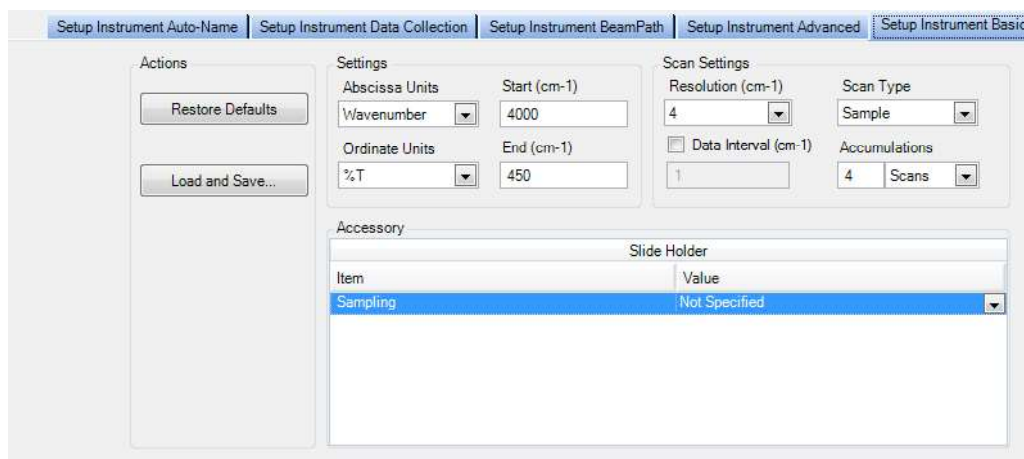 Setup Instrument Auto-Name
Setup Instrument Data Collection
Setup Instrument BeamPath
Setup Instrument Advanced
Setup Instrument Basic
Actions
Restore Defaults
Load and Save...
Settings
Abscissa Units
Start (cm-1)
Wavenumber
4000
Ordinate Units
End (cm-1)
%T
450
Scan Settings
Resolution (cm-1)
Scan Type
4
Sample
Data Interval (cm-1)
Accumulations
1
4
Scans
Accessory
Slide Holder
Item
Value
Sampling
Not Specified